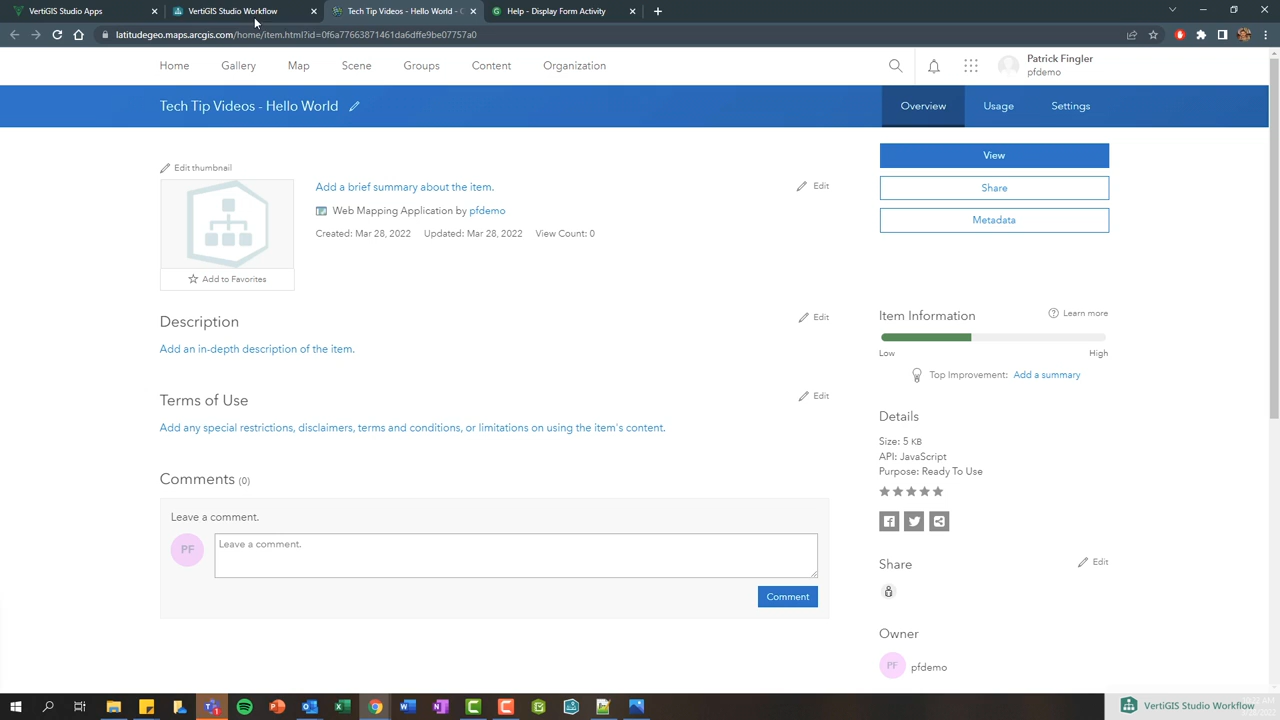 VertiGIS Studio Apps
VertiGIS Studio Workflow
Tech Tip Videos - Hello World -
Help - Display Form Activity
latitudegeo.maps.arcgis.com/home/item.html?id=0f6a77663871461da6dffe9be07757a0
Home
Gallery
Map
Scene
Groups
Content
Organization
Patrick Fingler
pfdemo
Tech Tip Videos - Hello World
Overview
Usage
Settings
Edit thumbnail
Add to Favorites
Add a brief summary about the item.
Edit
Web Mapping Application by pfdemo
Created: Mar 28, 2022 Updated: Mar 28, 2022 View Count: 0
View
Share
Metadata
Description
Edit
Add an in-depth description of the item.
Terms of Use
Edit
Add any special restrictions, disclaimers, terms and conditions, or limitations on using the item's content.
Comments (0)
Leave a comment.
PF
Leave a comment.
Comment
Item Information
Learn more
Low
High
Top Improvement: Add a summary
Details
Size: 5 KB
API: JavaScript
Purpose: Ready To Use
Share
Edit
Owner
PF
pfdemo
VertiGIS Studio Workflow